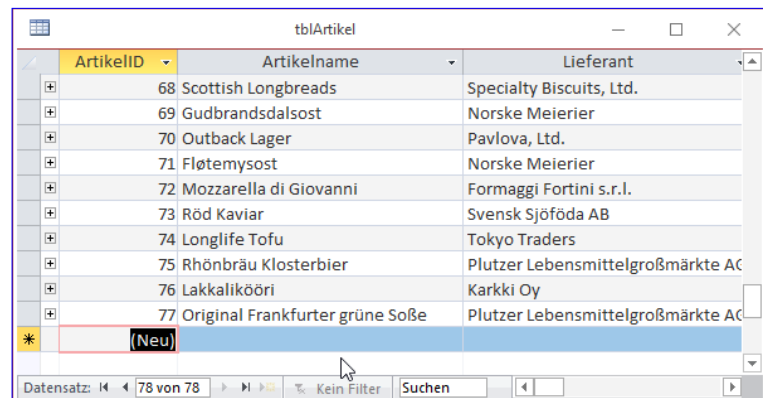 tblArtikel
ArtikelID Artikelname Lieferant
68 Scottish Longbreads Specialty Biscuits, Ltd.
69 Gudbrandsdalsost Norske Meierier
70 Outback Lager Pavlova, Ltd.
71 Fløtemysost Norske Meierier
72 Mozzarella di Giovanni Formaggi Fortini s.r.l.
73 Röd Kaviar Svensk Sjöföda AB
74 Longlife Tofu Tokyo Traders
75 Rhönbräu Klosterbier Plutzer Lebensmittelgroßmärkte AG
76 Lakkalikööri Karkki Oy
77 Original Frankfurter grüne Soße Plutzer Lebensmittelgroßmärkte AG
(Neu)
Datensatz: 78 von 78 Kein Filter Suchen